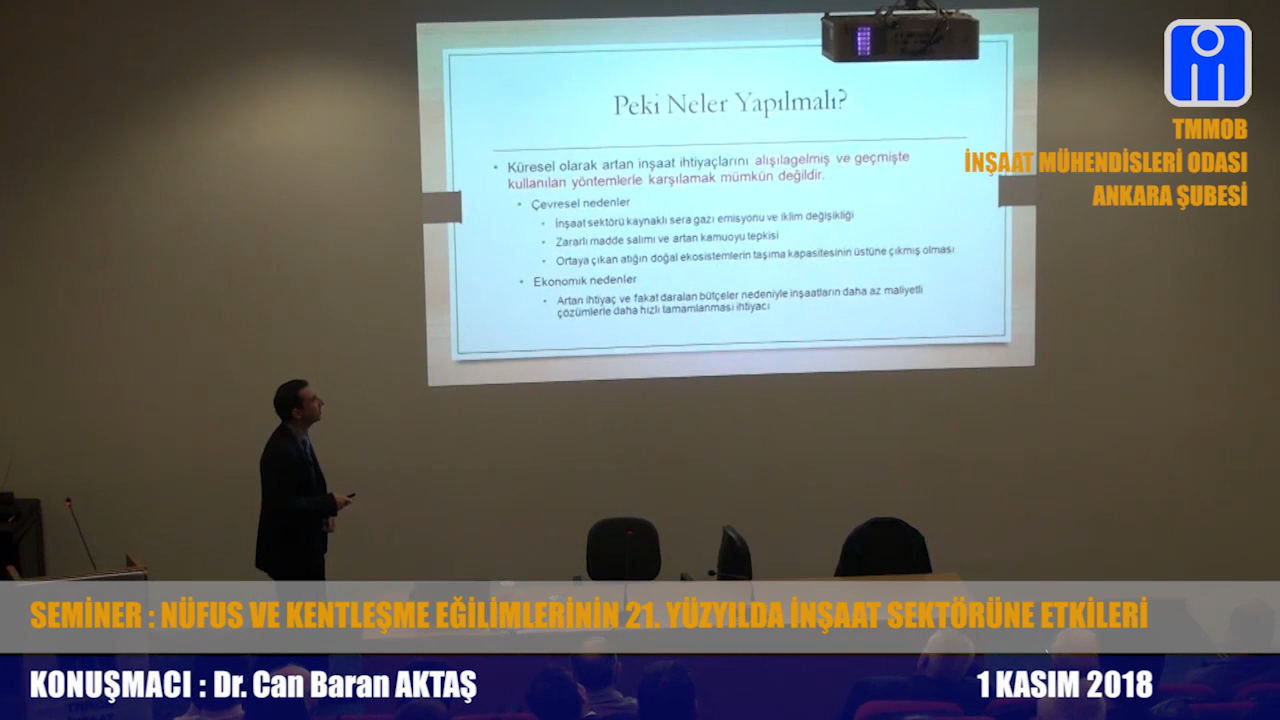 Peki Neler Yapılmalı?
Küresel olarak artan inşaat ihtiyaçlarını alışılagelmiş ve geçmişte
kullanılan yöntemlerle karşılamak mümkün değildir.
Çevresel nedenler
İnşaat sektörü kaynaklı sera gazı emisyonu ve iklim değişikliği
Zararlı madde salımı ve artan kamuoyu tepkisi
Ortaya çıkan atığın doğal ekosistemlerin taşıma kapasitesinin üstüne çıkmış olması
Ekonomik nedenler
Artan ihtiyaç ve fakat daralan bütçeler nedeniyle inşaatların daha az maliyetli
çözümlerle daha hızlı tamamlanması ihtiyacı
TMMOB
İNŞAAT MÜHENDİSLERİ ODASI
ANKARA ŞUBESİ
SEMİNER : NÜFUS VE KENTLEŞME EĞİLİMLERİNİN 21. YÜZYILDA İNŞAAT SEKTÖRÜNE ETKİLERİ
KONUŞMACI : Dr. Can Baran AKTAŞ
1 KASIM 2018